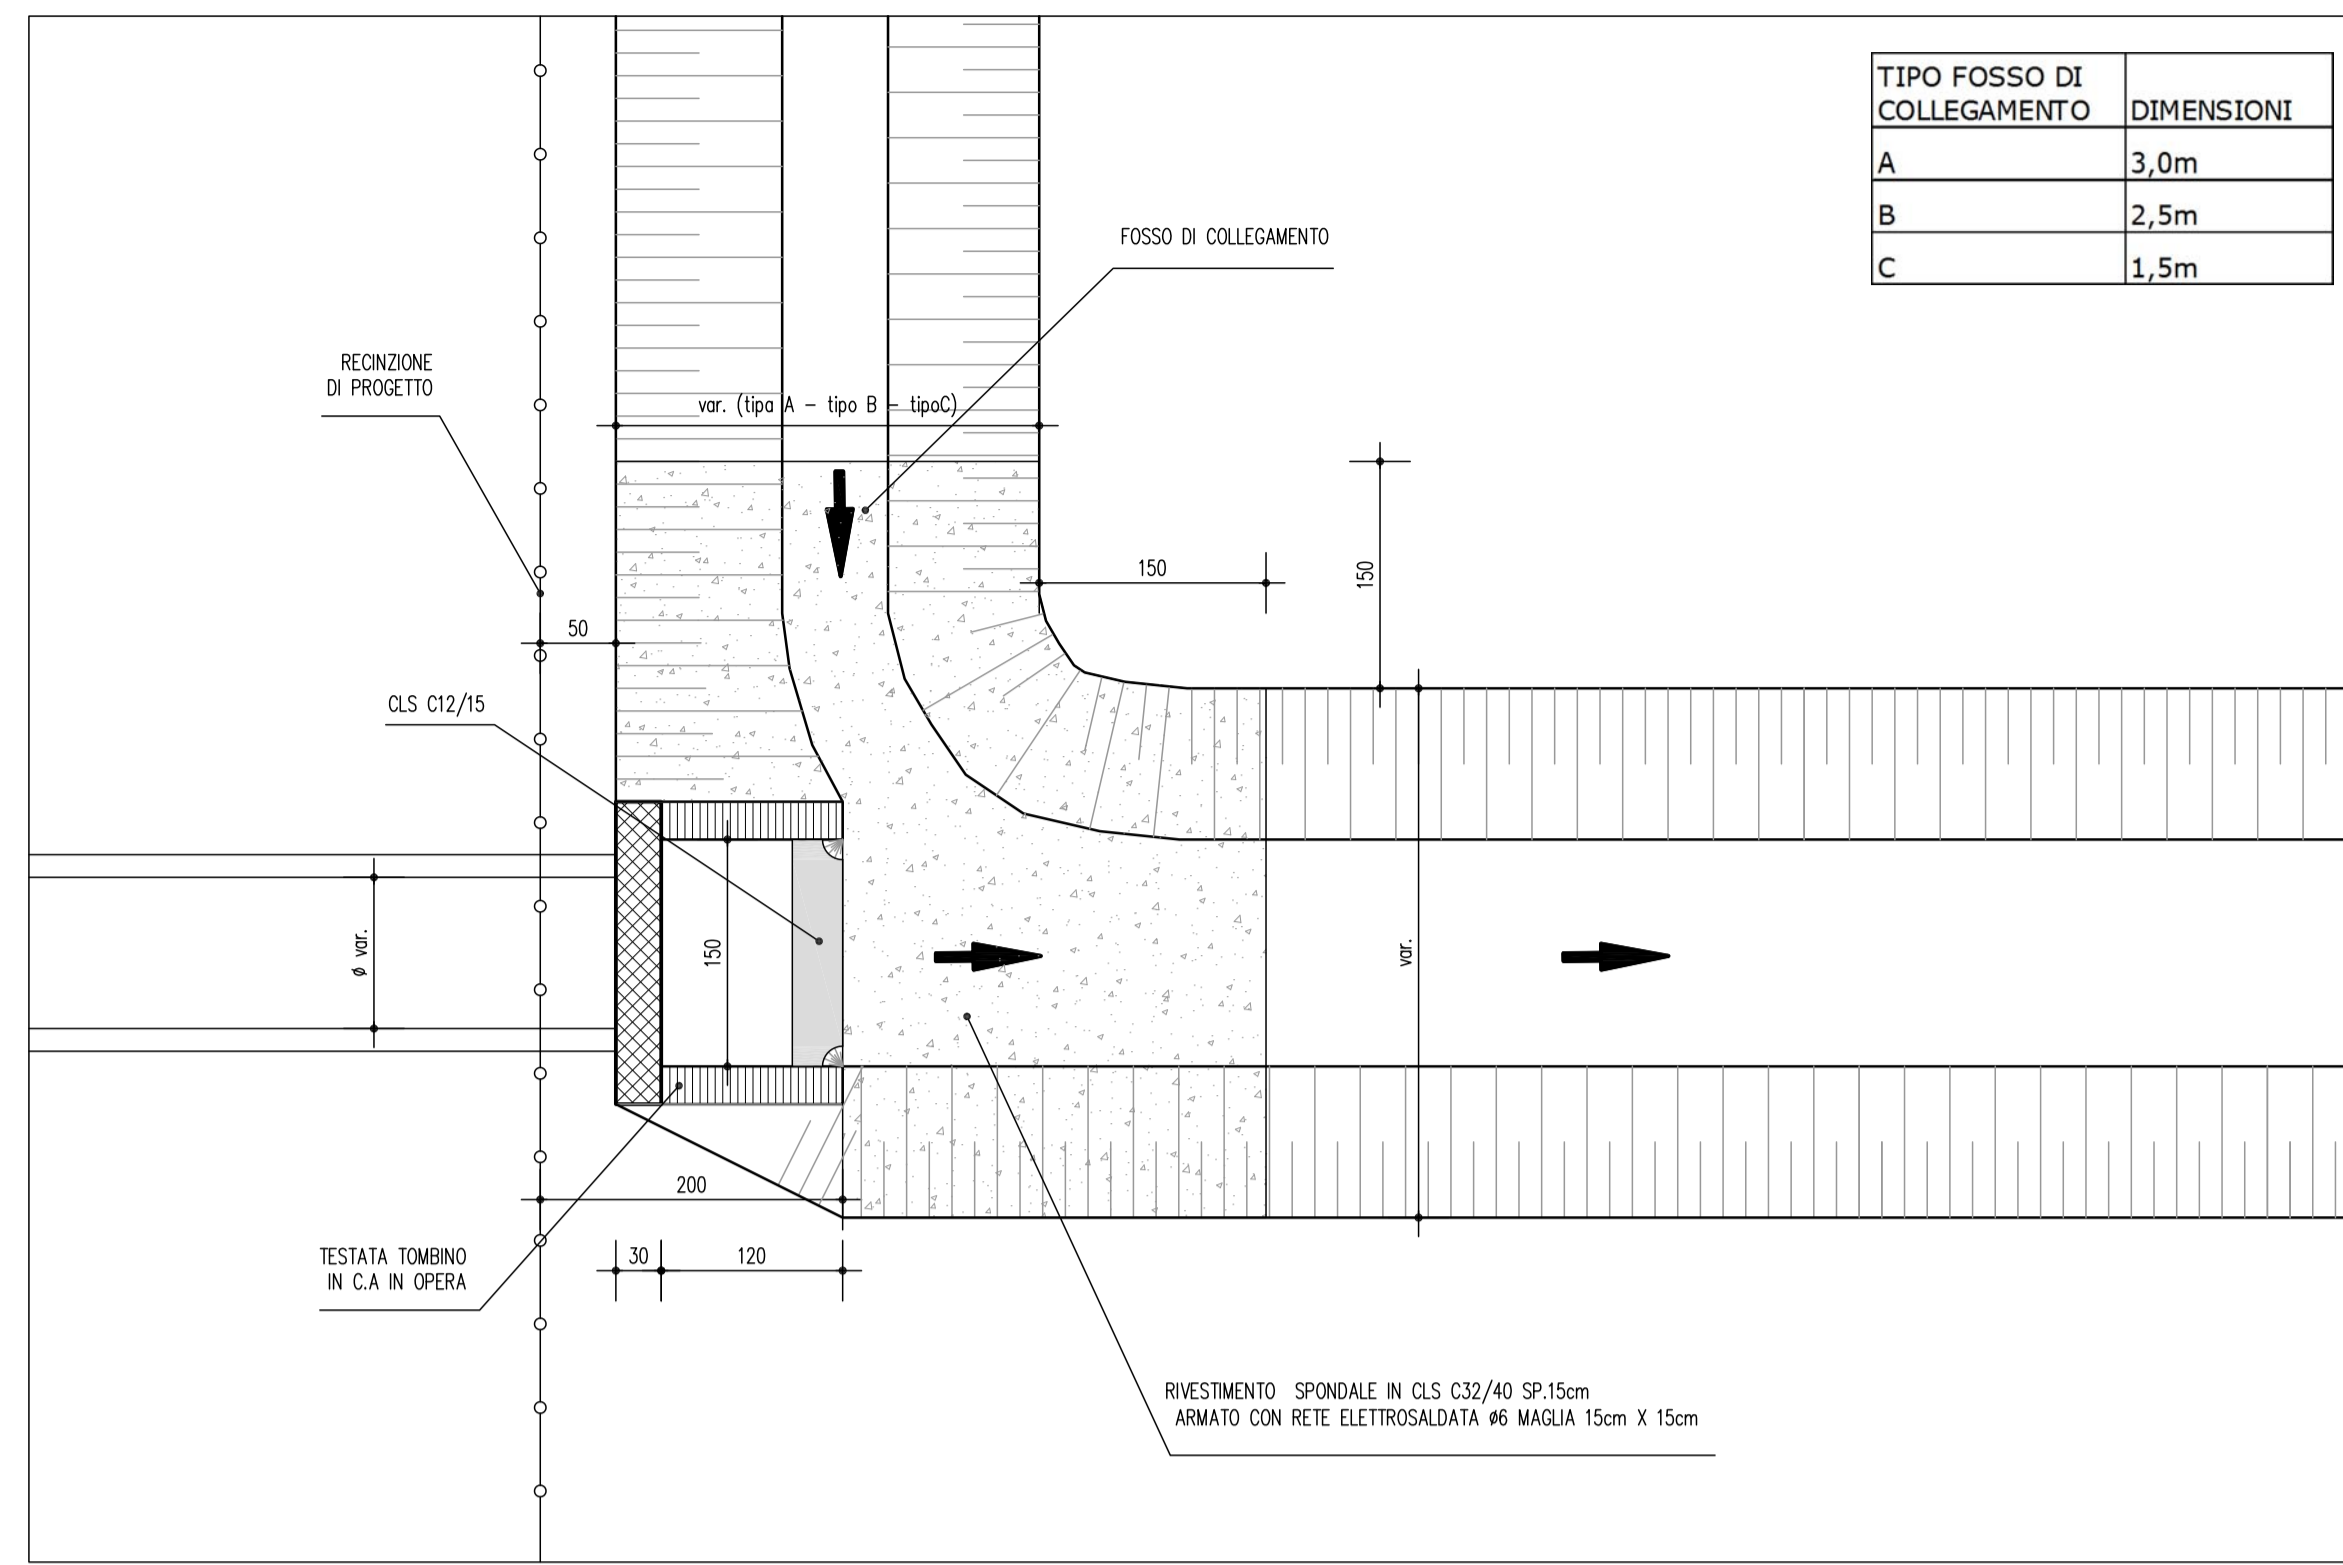 TIPO FOSSO DI
COLLEGAMENTO DIMENSIONI
A 3,0m
B 2,5m
C 1,5m
FOSSO DI COLLEGAMENTO
RECINZIONE
DI PROGETTO
var. (tipa A – tipo B – tipoC)
150
150
50
CLS C12/15
ø var.
150
var.
200
30 120
TESTATA TOMBINO
IN C.A IN OPERA
RIVESTIMENTO SPONDALE IN CLS C32/40 SP.15cm
ARMATO CON RETE ELETTROSALDATA ø6 MAGLIA 15cm X 15cm